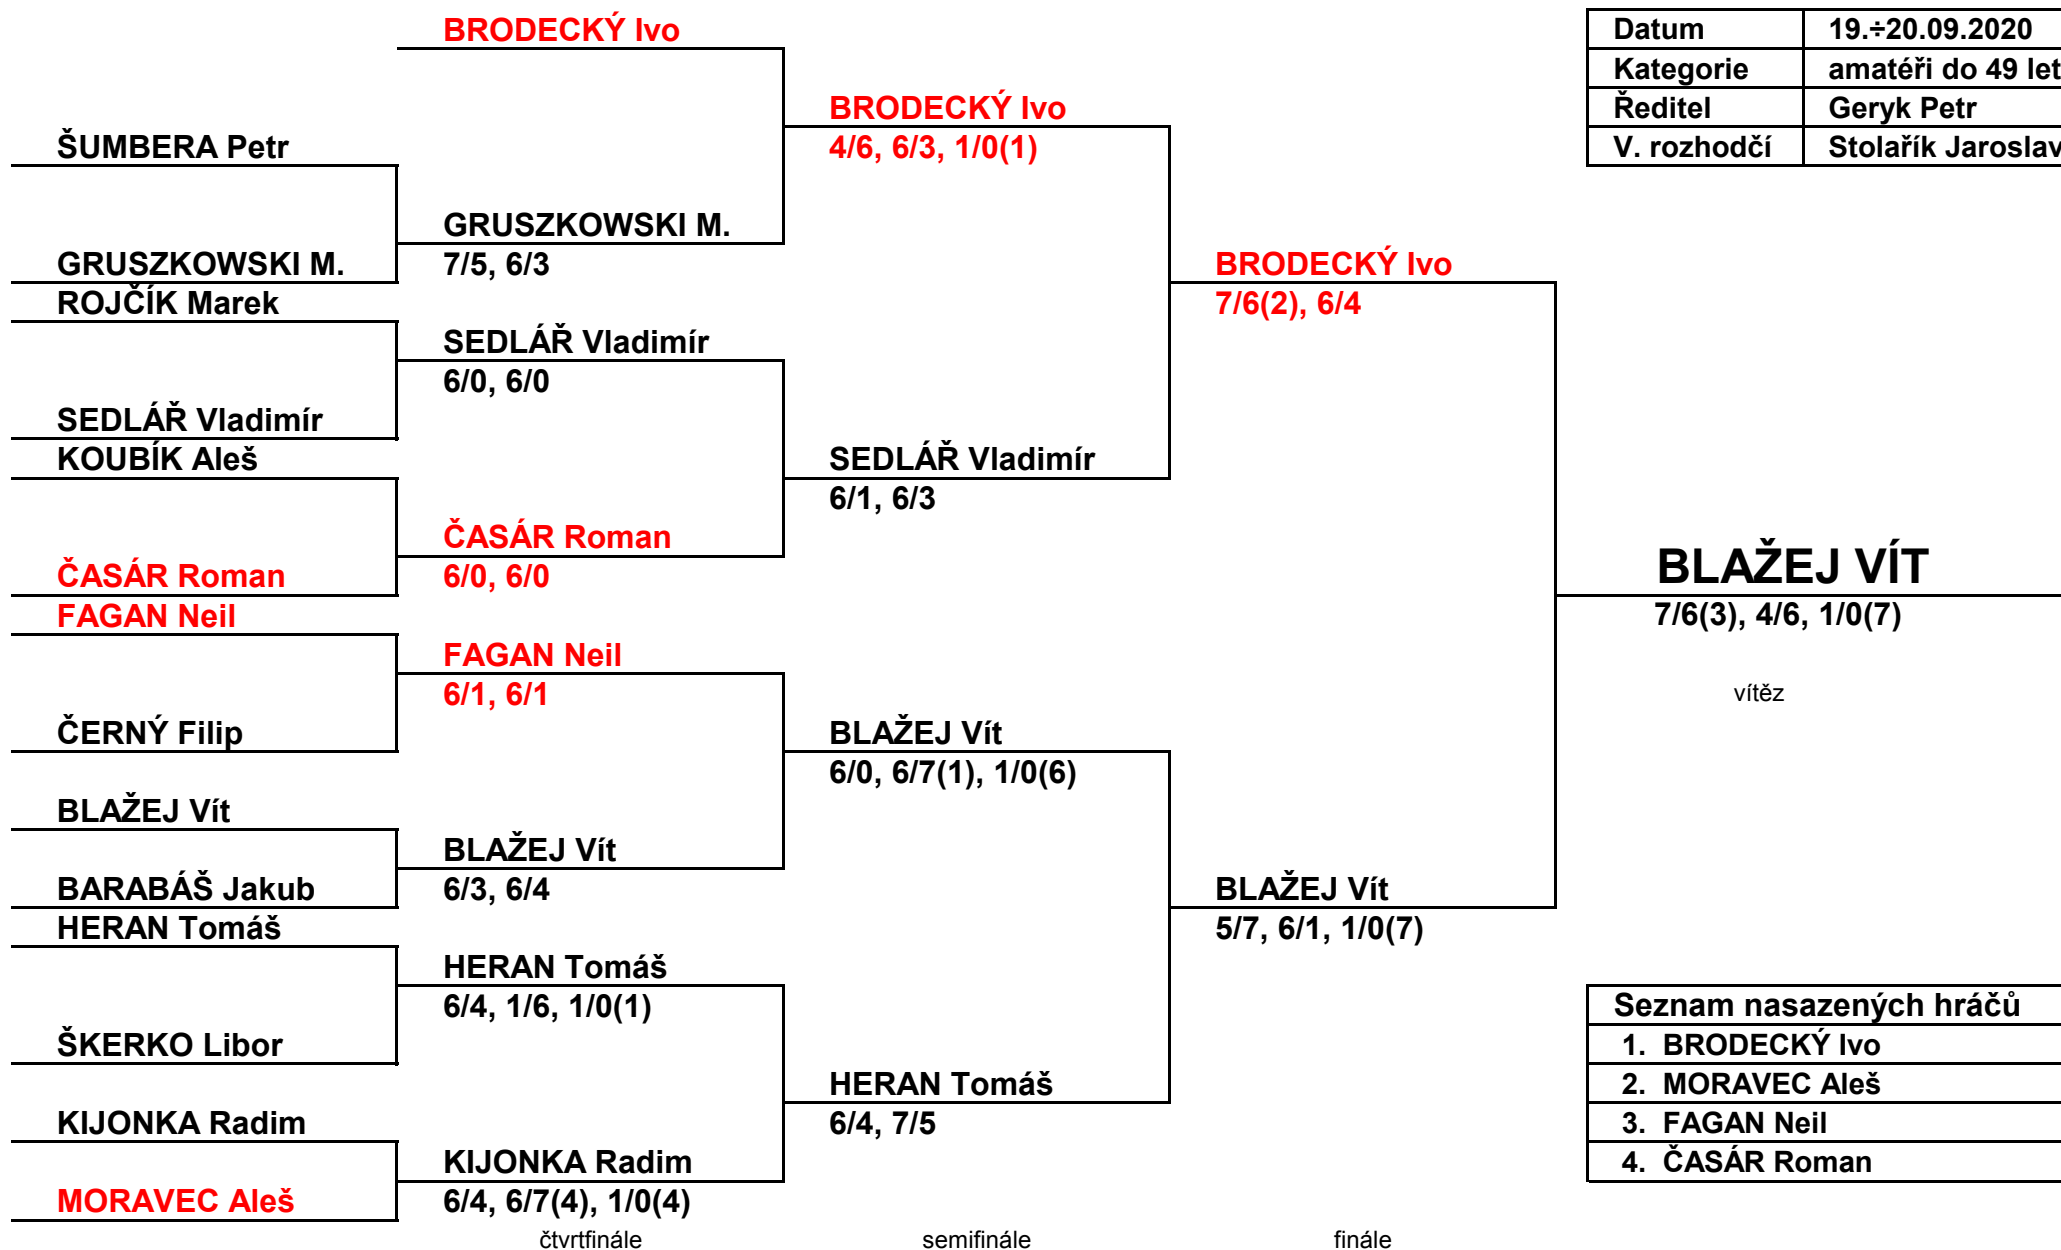 BRODECKÝ Ivo
ŠUMBERA Petr
GRUSZKOWSKI M.
ROJČÍK Marek
SEDLÁŘ Vladimír
KOUBÍK Aleš
ČASÁR Roman
FAGAN Neil
ČERNÝ Filip
BLAŽEJ Vít
BARABÁŠ Jakub
HERAN Tomáš
ŠKERKO Libor
KIJONKA Radim
MORAVEC Aleš
GRUSZKOWSKI M.
7/5, 6/3
SEDLÁŘ Vladimír
6/0, 6/0
ČASÁR Roman
6/0, 6/0
FAGAN Neil
6/1, 6/1
BLAŽEJ Vít
6/3, 6/4
HERAN Tomáš
6/4, 1/6, 1/0(1)
KIJONKA Radim
6/4, 6/7(4), 1/0(4)
čtvrtfinále
BRODECKÝ Ivo
4/6, 6/3, 1/0(1)
SEDLÁŘ Vladimír
6/1, 6/3
BLAŽEJ Vít
6/0, 6/7(1), 1/0(6)
HERAN Tomáš
6/4, 7/5
semifinále
BRODECKÝ Ivo
7/6(2), 6/4
BLAŽEJ Vít
5/7, 6/1, 1/0(7)
finále
Datum 19.÷20.09.2020
Kategorie amatéři do 49 let
Ředitel Geryk Petr
V. rozhodčí Stolařík Jaroslav
BLAŽEJ VÍT
7/6(3), 4/6, 1/0(7)
vítěz
Seznam nasazených hráčů
1. BRODECKÝ Ivo
2. MORAVEC Aleš
3. FAGAN Neil
4. ČASÁR Roman